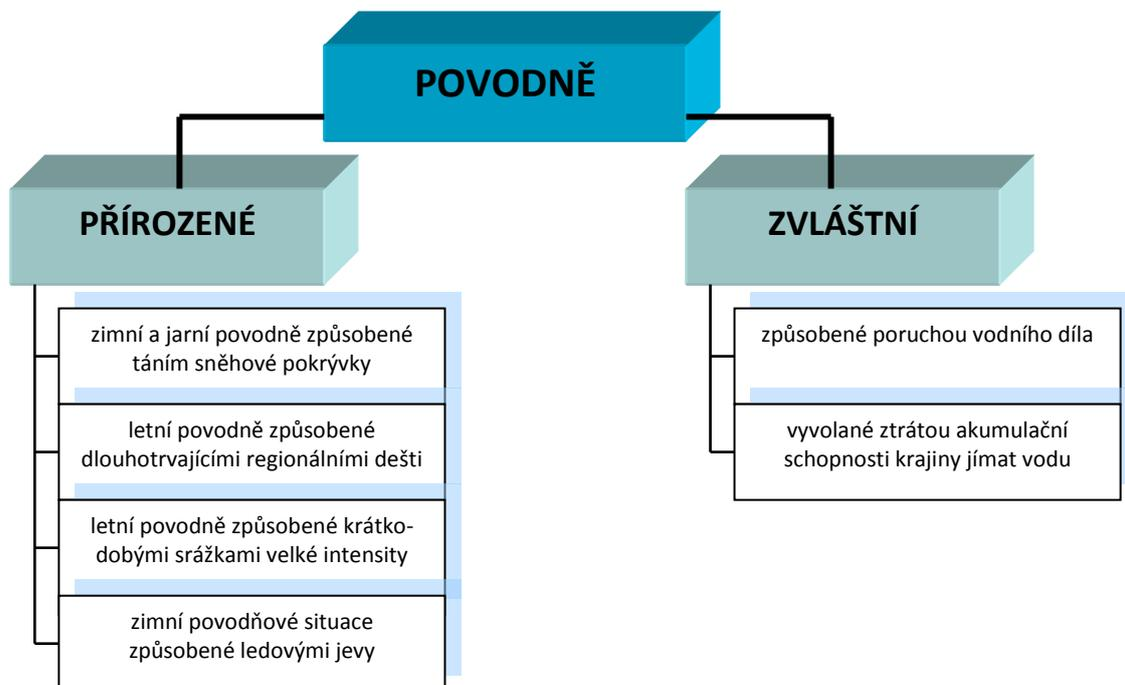 POVODNĚ
PŘÍROZENÉ
zimní a jarní povodně způsobené
táním sněhové pokrývky
letní povodně způsobené
dlouhotrvajícími regionálními dešti
letní povodně způsobené krátko-
dobými srážkami velké intensity
zimní povodňové situace
způsobené ledovými jevy
ZVLÁŠTNÍ
způsobené poruchou vodního díla
vyvolané ztrátou akumulační
schopnosti krajiny jímat vodu